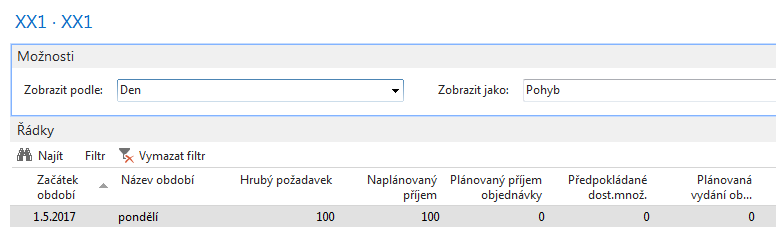 XX1 · XX1
Možnosti
Zobrazit podle: Den Zobrazit jako: Pohyb
Řádky
Najít Filtr Vymazat filtr
Začátek období Název období Hrubý požadavek Naplánovaný příjem Plánovaný příjem objednávky Předpokládané dost.množ. Plánovaná vydání ob...
1.5.2017 pondělí 100 100 0 0 0